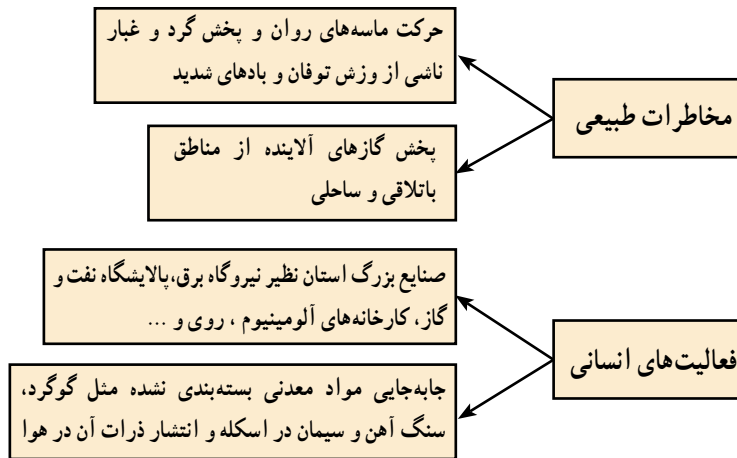 مخاطرات طبیعی
حرکت ماسه‌های روان و پخش گرد و غبار
ناشی از وزش توفان و بادهای شدید
پخش گازهای آلاینده از مناطق
باتلاقی و ساحلی
فعالیت‌های انسانی
صنایع بزرگ استان نظیر نیروگاه برق،پالایشگاه نفت و
گاز، کارخانه‌های آلومینیوم ، روی و ...
جابه‌جایی مواد معدنی بسته‌بندی نشده مثل گوگرد،
سنگ آهن و سیمان در اسکله و انتشار ذرات آن در هوا